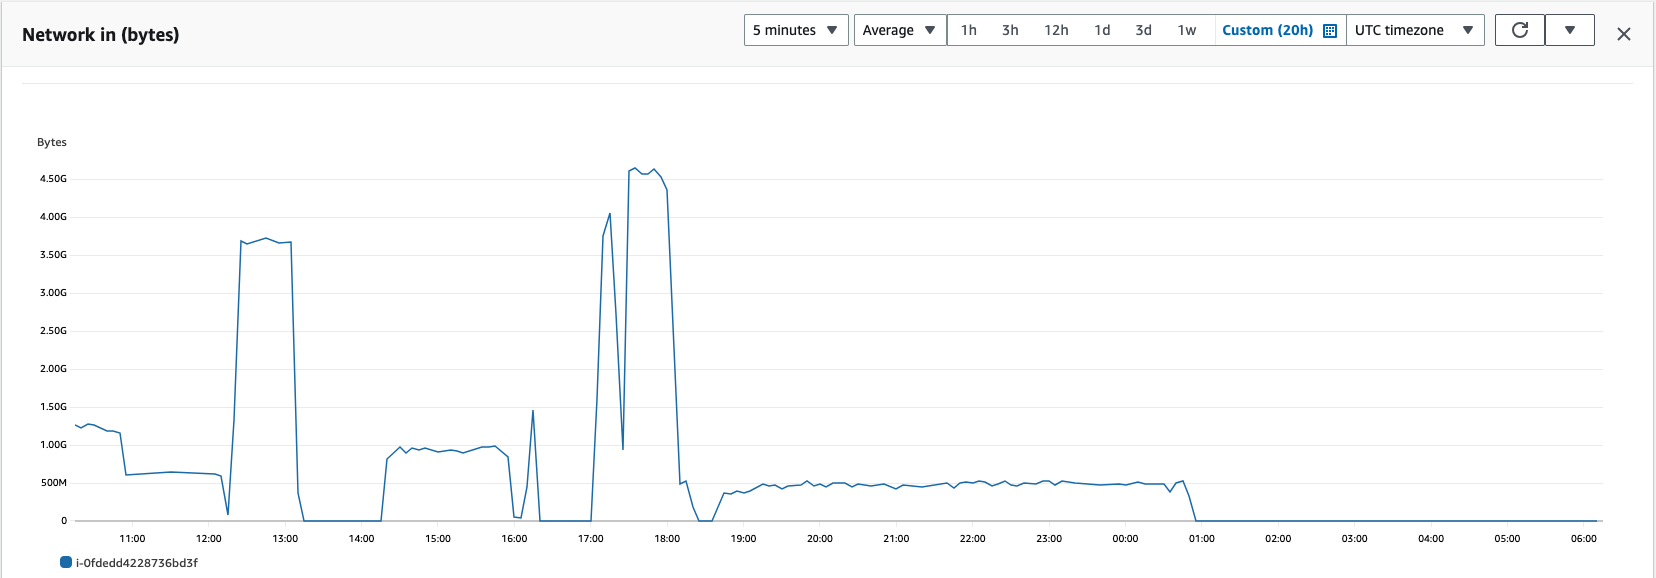 Network in (bytes)
5 minutes Average 1h 3h 12h 1d 3d 1w Custom (20h) UTC timezone
Bytes
4.50G
4.00G
3.50G
3.00G
2.50G
2.00G
1.50G
1.00G
500M
0
11:00 12:00 13:00 14:00 15:00 16:00 17:00 18:00 19:00 20:00 21:00 22:00 23:00 00:00 01:00 02:00 03:00 04:00 05:00 06:00
i-0fdedd4228736bd3f